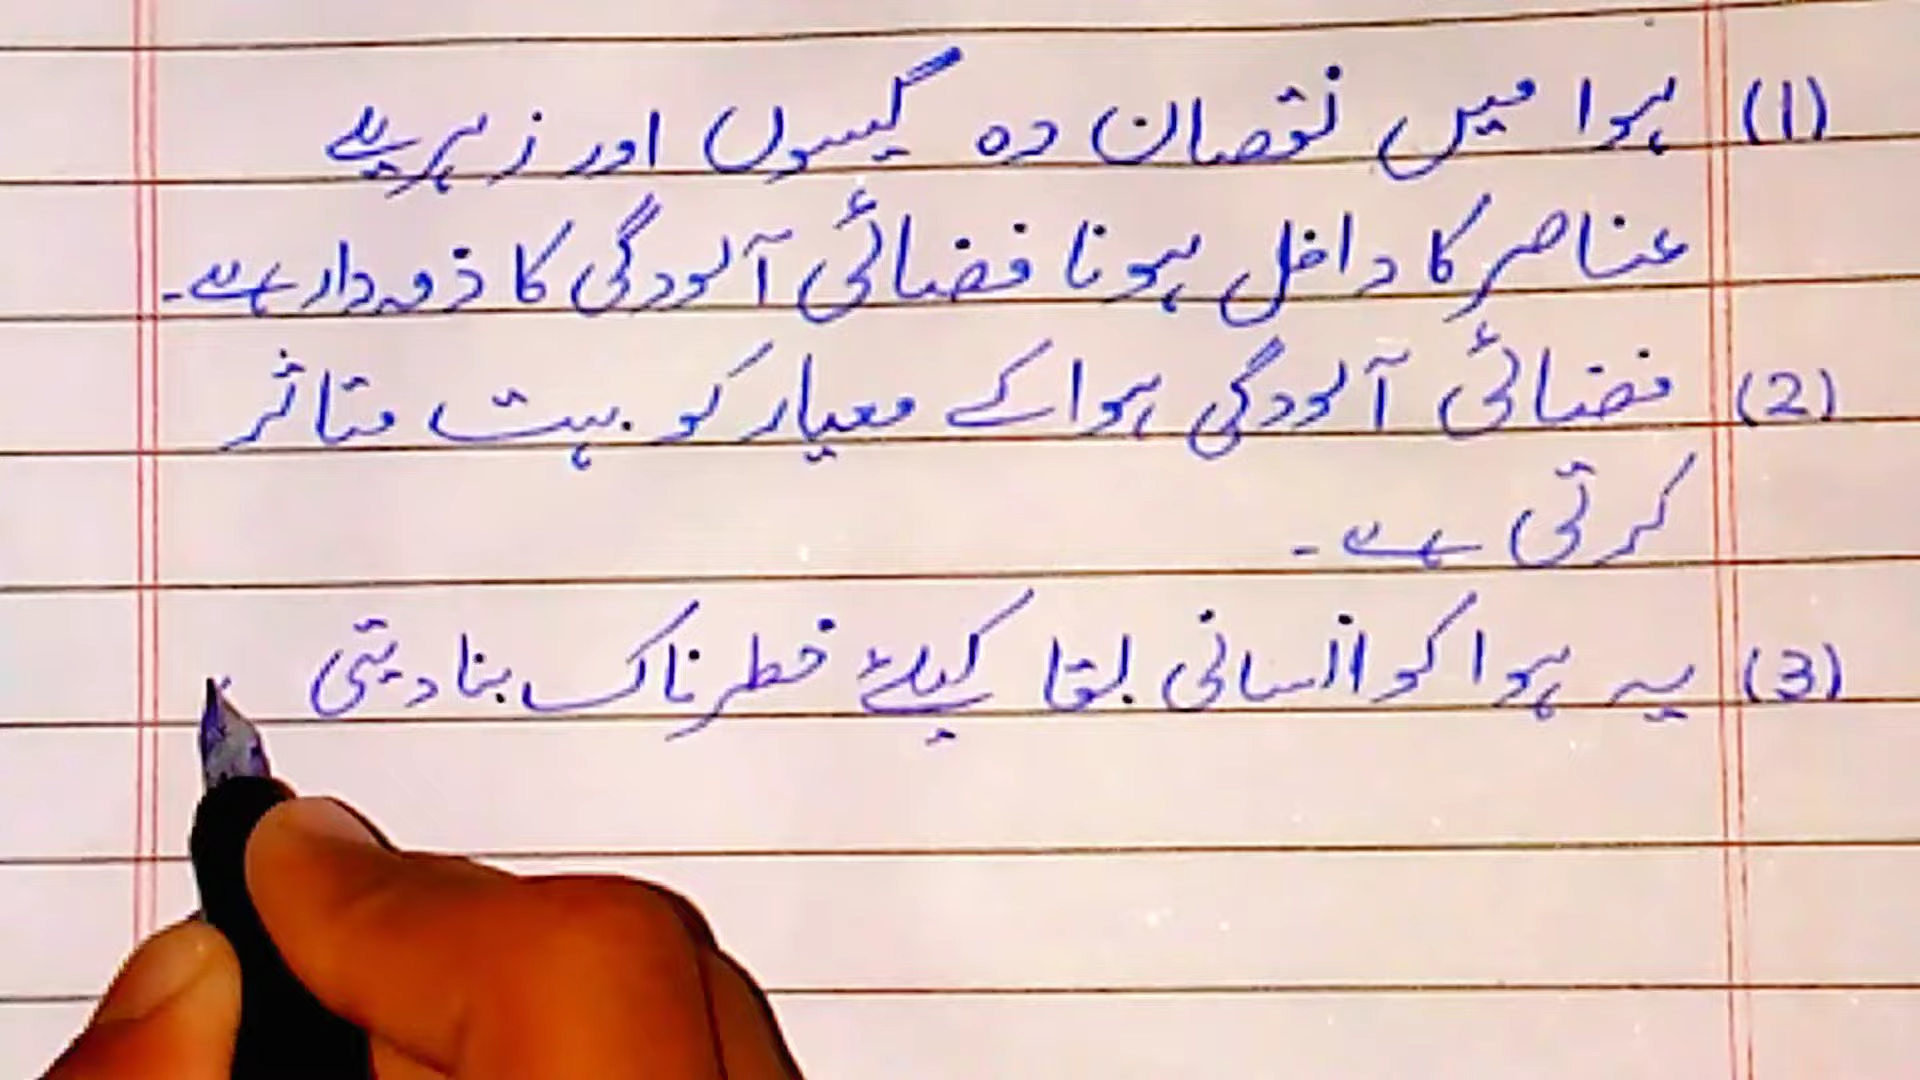 (1) ہوا میں نقصان دہ گیسوں اور زہریلے
عناصر کا داخل ہونا فضائی آلودگی کا ذمہ دار ہے۔
(2) فضائی آلودگی ہوا کے معیار کو بہت متاثر
کرتی ہے۔
(3) یہ ہوا کو انسانی بقا کیلئے خطرناک بنا دیتی